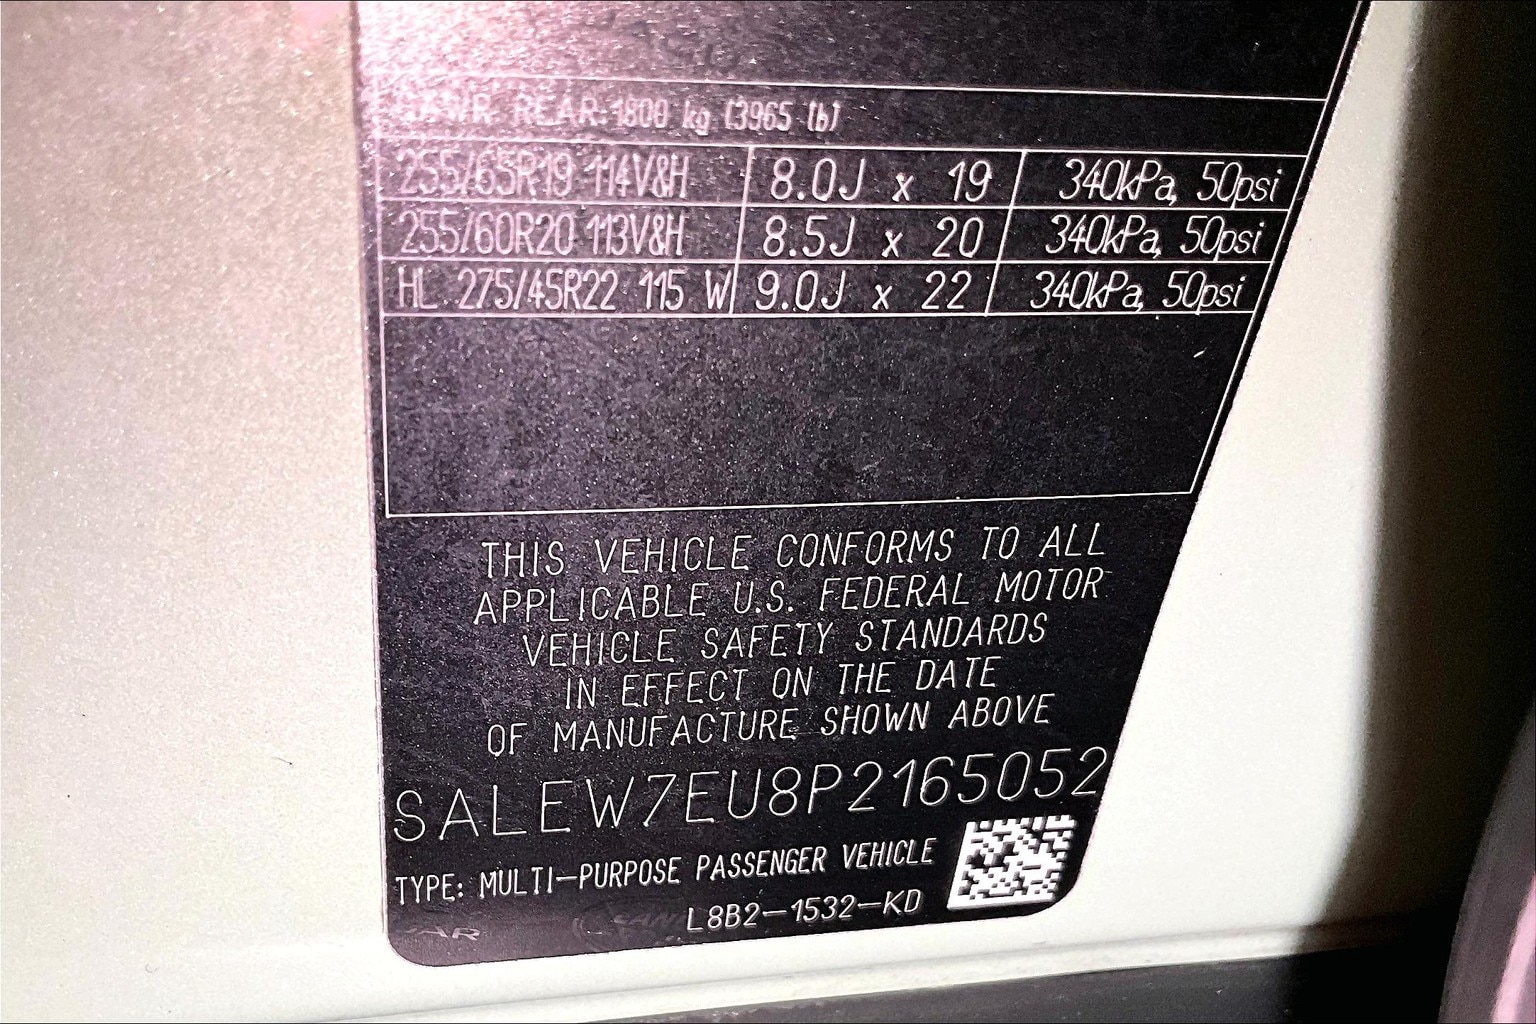 GAWR REAR: 1800 kg (3965 lb)
255/65R19 114V&H 8.0J x 19 340kPa, 50psi
255/60R20 113V&H 8.5J x 20 340kPa, 50psi
HL 275/45R22 115 W 9.0J x 22 340kPa, 50psi
THIS VEHICLE CONFORMS TO ALL
APPLICABLE U.S. FEDERAL MOTOR
VEHICLE SAFETY STANDARDS
IN EFFECT ON THE DATE
OF MANUFACTURE SHOWN ABOVE
SALEW7EU8P2165052
TYPE: MULTI-PURPOSE PASSENGER VEHICLE
L8B2-1532-KD